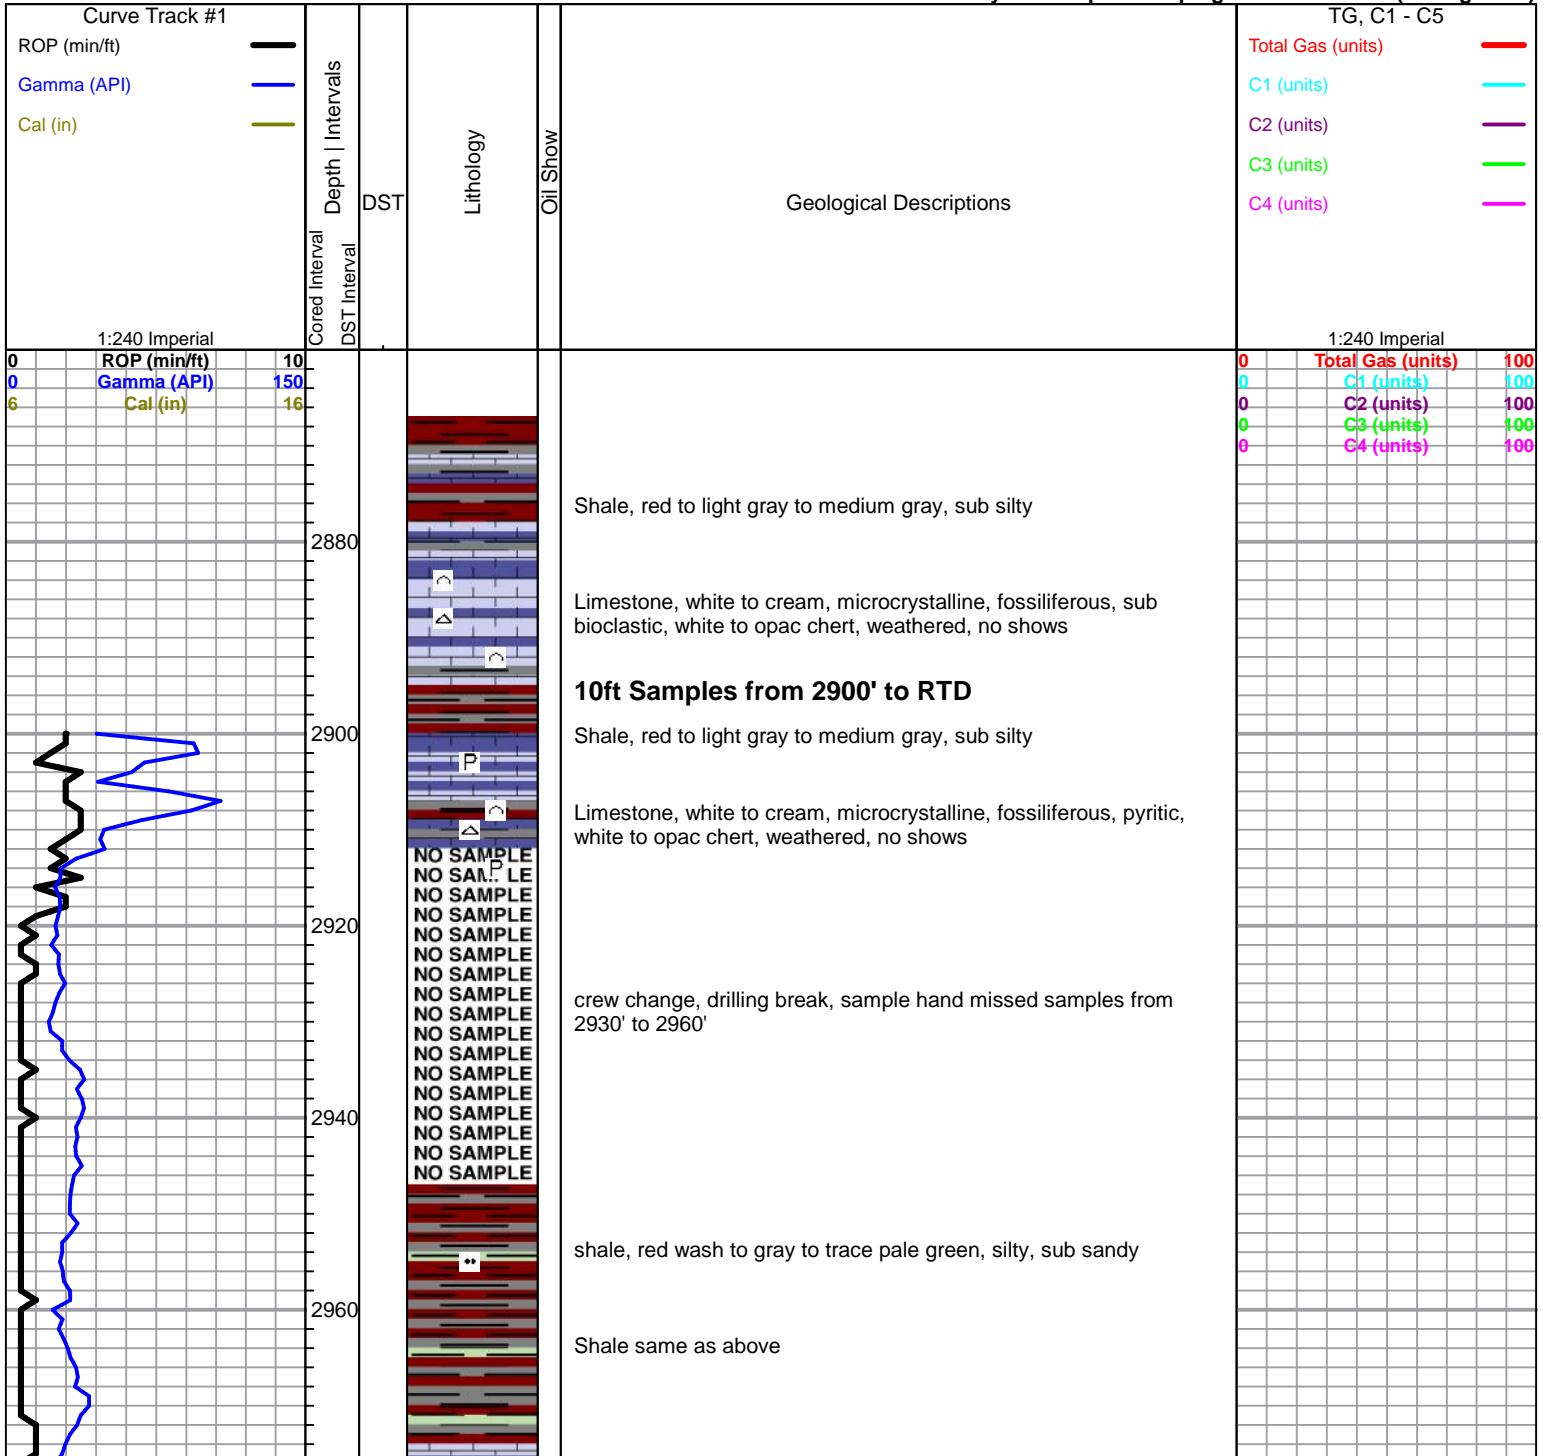 Curve Track #1
ROP (min/ft)
Gamma (API)
Cal (in)
1:240 Imperial
Depth | Intervals
Cored Interval
DST Interval
DST
Lithology
Oil Show
Geological Descriptions
TG, C1 - C5
Total Gas (units)
C1 (units)
C2 (units)
C3 (units)
C4 (units)
1:240 Imperial
0 ROP (min/ft) 10
0 Gamma (API) 150
6 Cal (in) 16
0 Total Gas (units) 100
0 C1 (units) 100
0 C2 (units) 100
0 C3 (units) 100
0 C4 (units) 100
Shale, red to light gray to medium gray, sub silty
2880
Limestone, white to cream, microcrystalline, fossiliferous, sub
bioclastic, white to opac chert, weathered, no shows
10ft Samples from 2900' to RTD
2900
Shale, red to light gray to medium gray, sub silty
P
Limestone, white to cream, microcrystalline, fossiliferous, pyritic,
white to opac chert, weathered, no shows
NO SAMPLE
NO SAMPLE
P
NO SAMPLE
NO SAMPLE
2920
NO SAMPLE
NO SAMPLE
NO SAMPLE
NO SAMPLE
crew change, drilling break, sample hand missed samples from
2930' to 2960'
NO SAMPLE
NO SAMPLE
NO SAMPLE
NO SAMPLE
NO SAMPLE
NO SAMPLE
2940
NO SAMPLE
NO SAMPLE
NO SAMPLE
shale, red wash to gray to trace pale green, silty, sub sandy
2960
Shale same as above